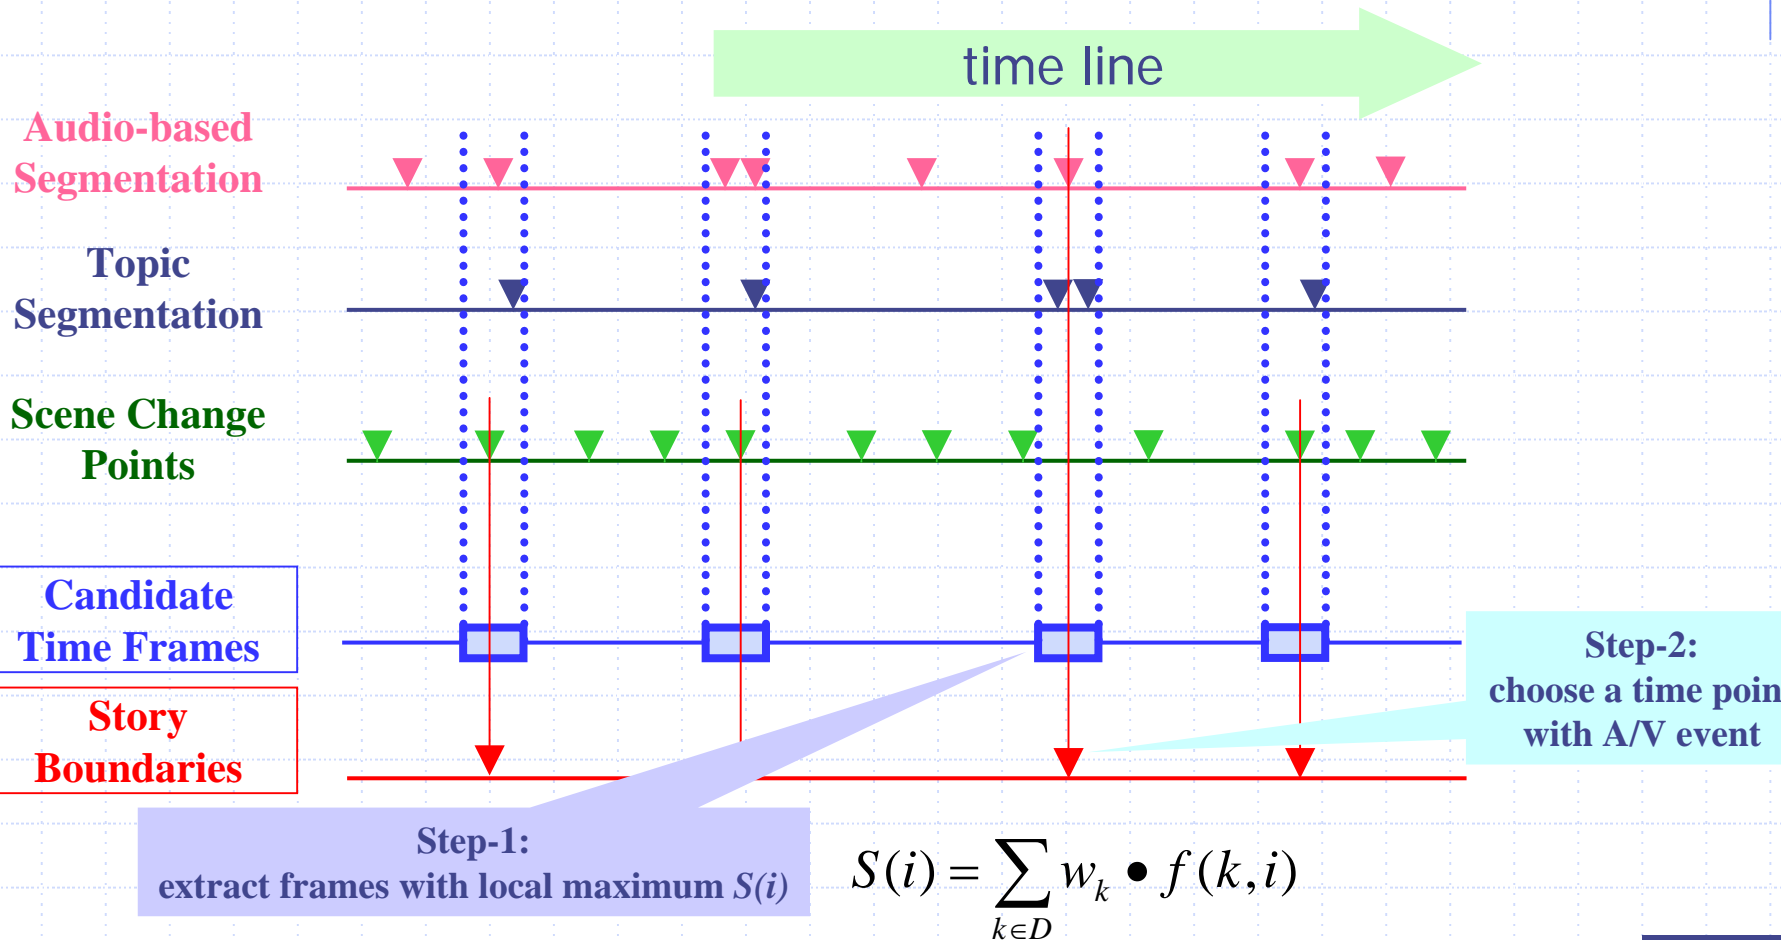 time line
Audio-based
Segmentation
Topic
Segmentation
Scene Change
Points
Candidate
Time Frames
Story
Boundaries
Step-2:
choose a time poin
with A/V event
Step-1:
extract frames with local maximum S(i)
S(i) = ∑_{k∈D} w_k • f(k,i)